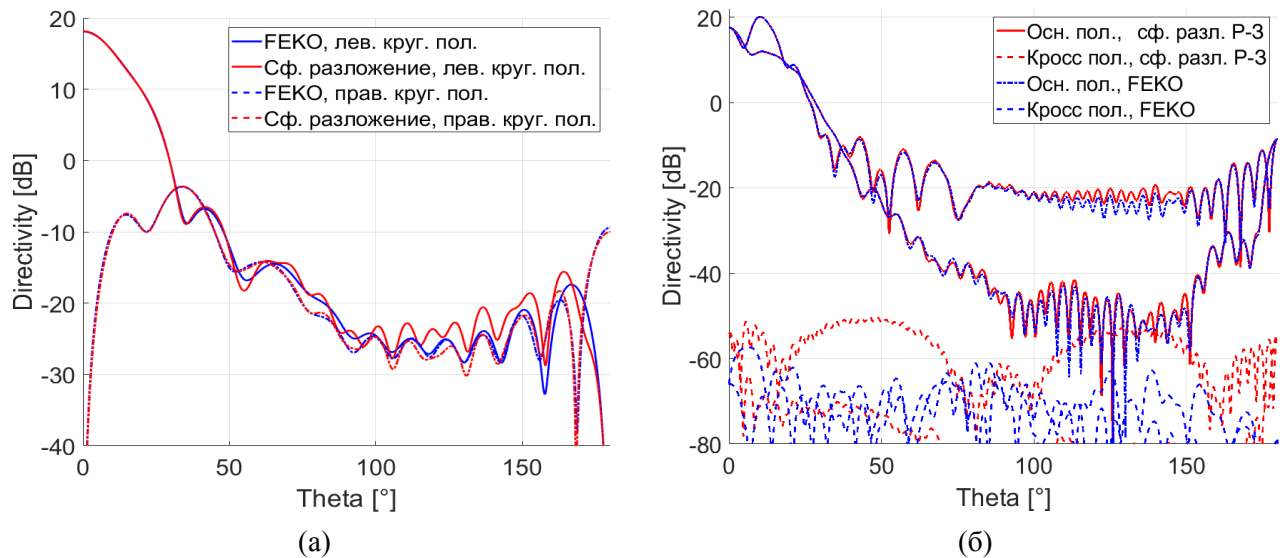 20
10
0
-10
-20
-30
-40
Directivity [dB]
0
50
100
150
Theta [°]
FEKO, лев. круг. пол.
Сф. разложение, лев. круг. пол.
FEKO, прав. круг. пол.
Сф. разложение, прав. круг. пол.
(а)
20
0
-20
-40
-60
-80
Directivity [dB]
0
50
100
150
Theta [°]
Осн. пол., сф. разл. Р-3
Кросс пол., сф. разл. Р-3
Осн. пол., FEKO
Кросс пол., FEKO
(б)